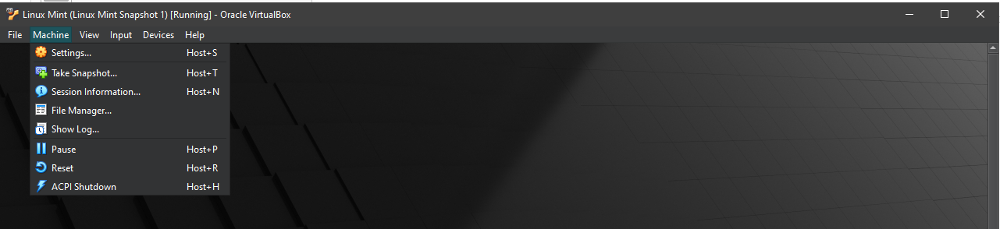 Linux Mint (Linux Mint Snapshot 1) [Running] - Oracle VirtualBox
File Machine View Input Devices Help
Settings... Host+S
Take Snapshot... Host+T
Session Information... Host+N
File Manager...
Show Log...
Pause Host+P
Reset Host+R
ACPI Shutdown Host+H